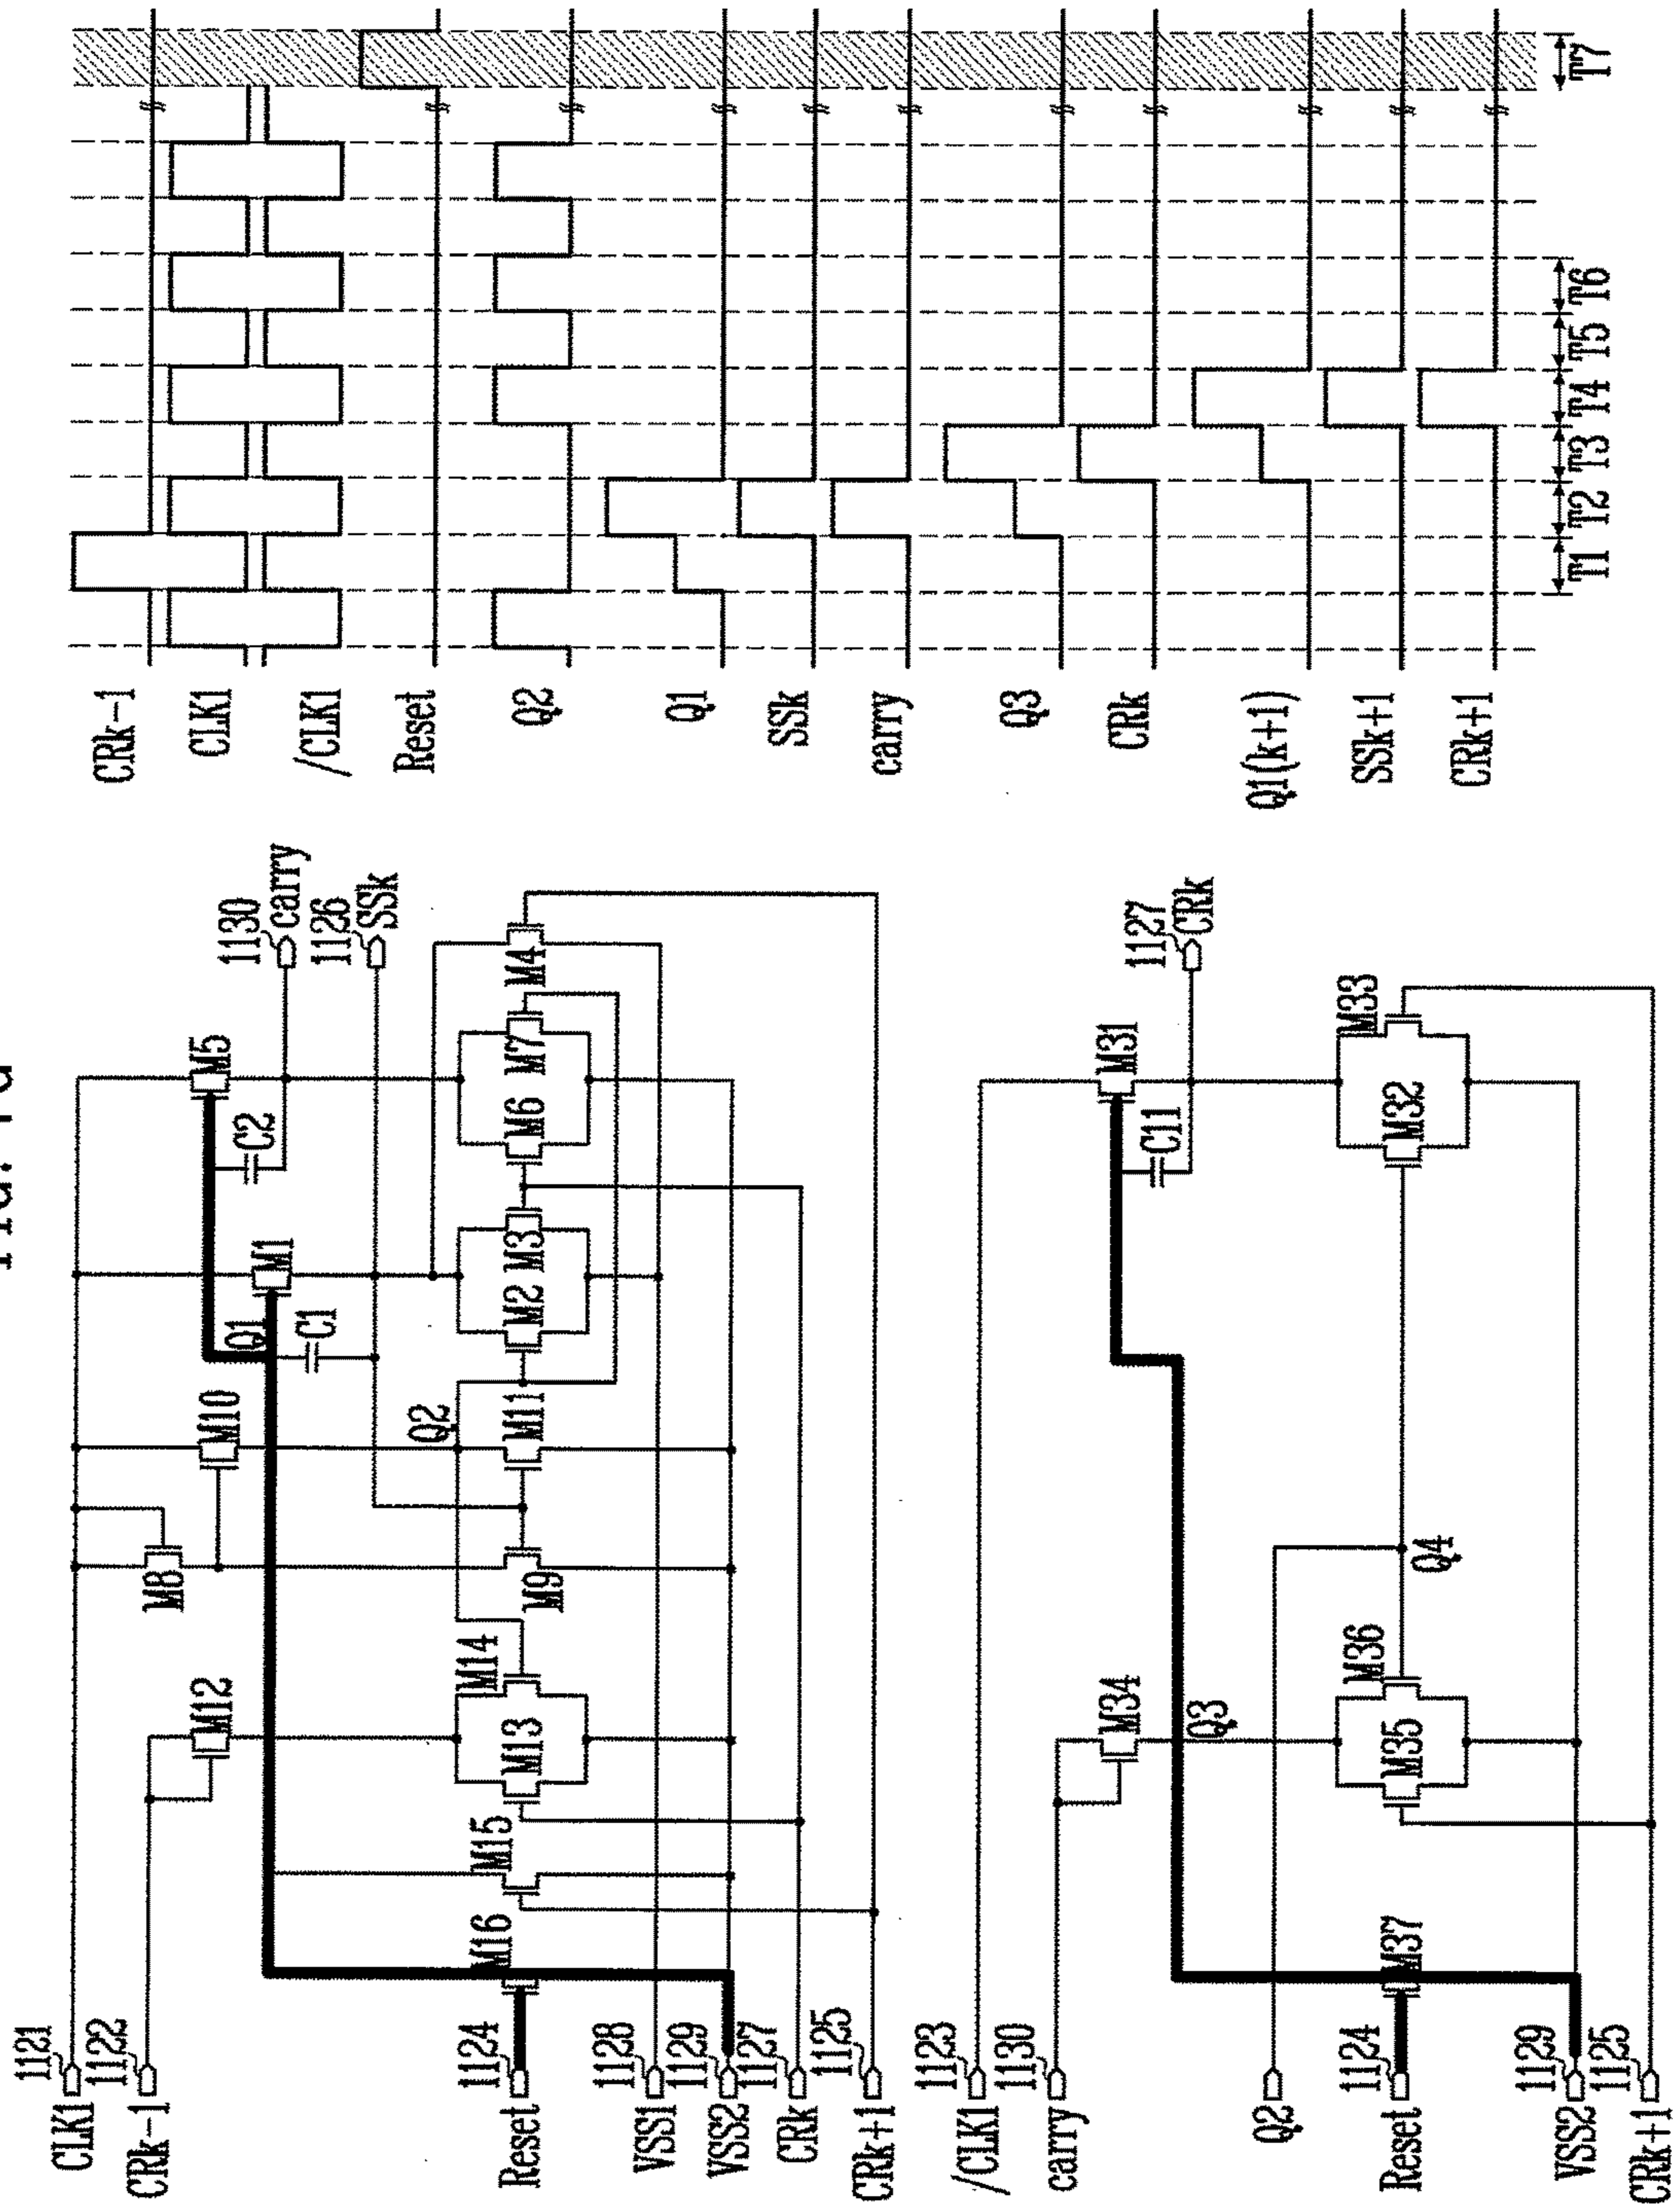 CLK1 1121
CRk-1 1122
Reset 1124
VSS1 1128
VSS2 1129
CRk 1127
CRk+1 1125
M8
M10
M12
M16
M15
M13
M14
M9
Q2
M11
Q1
C1
M1
M5
C2
M2
M3
M6
M7
M4
1130 carry
1126 SSk
/CLK1 1123
carry 1130
Q2
Reset 1124
VSS2 1129
CRk+1 1125
M37
M34
Q3
M35
M36
Q4
M31
C11
M32
M33
1127 CRk
CRk-1
CLK1
/CLK1
Reset
Q2
Q1
SSk
carry
Q3
CRk
Q1(k+1)
SSk+1
CRk+1
T1 T2 T3 T4 T5 T6 T7